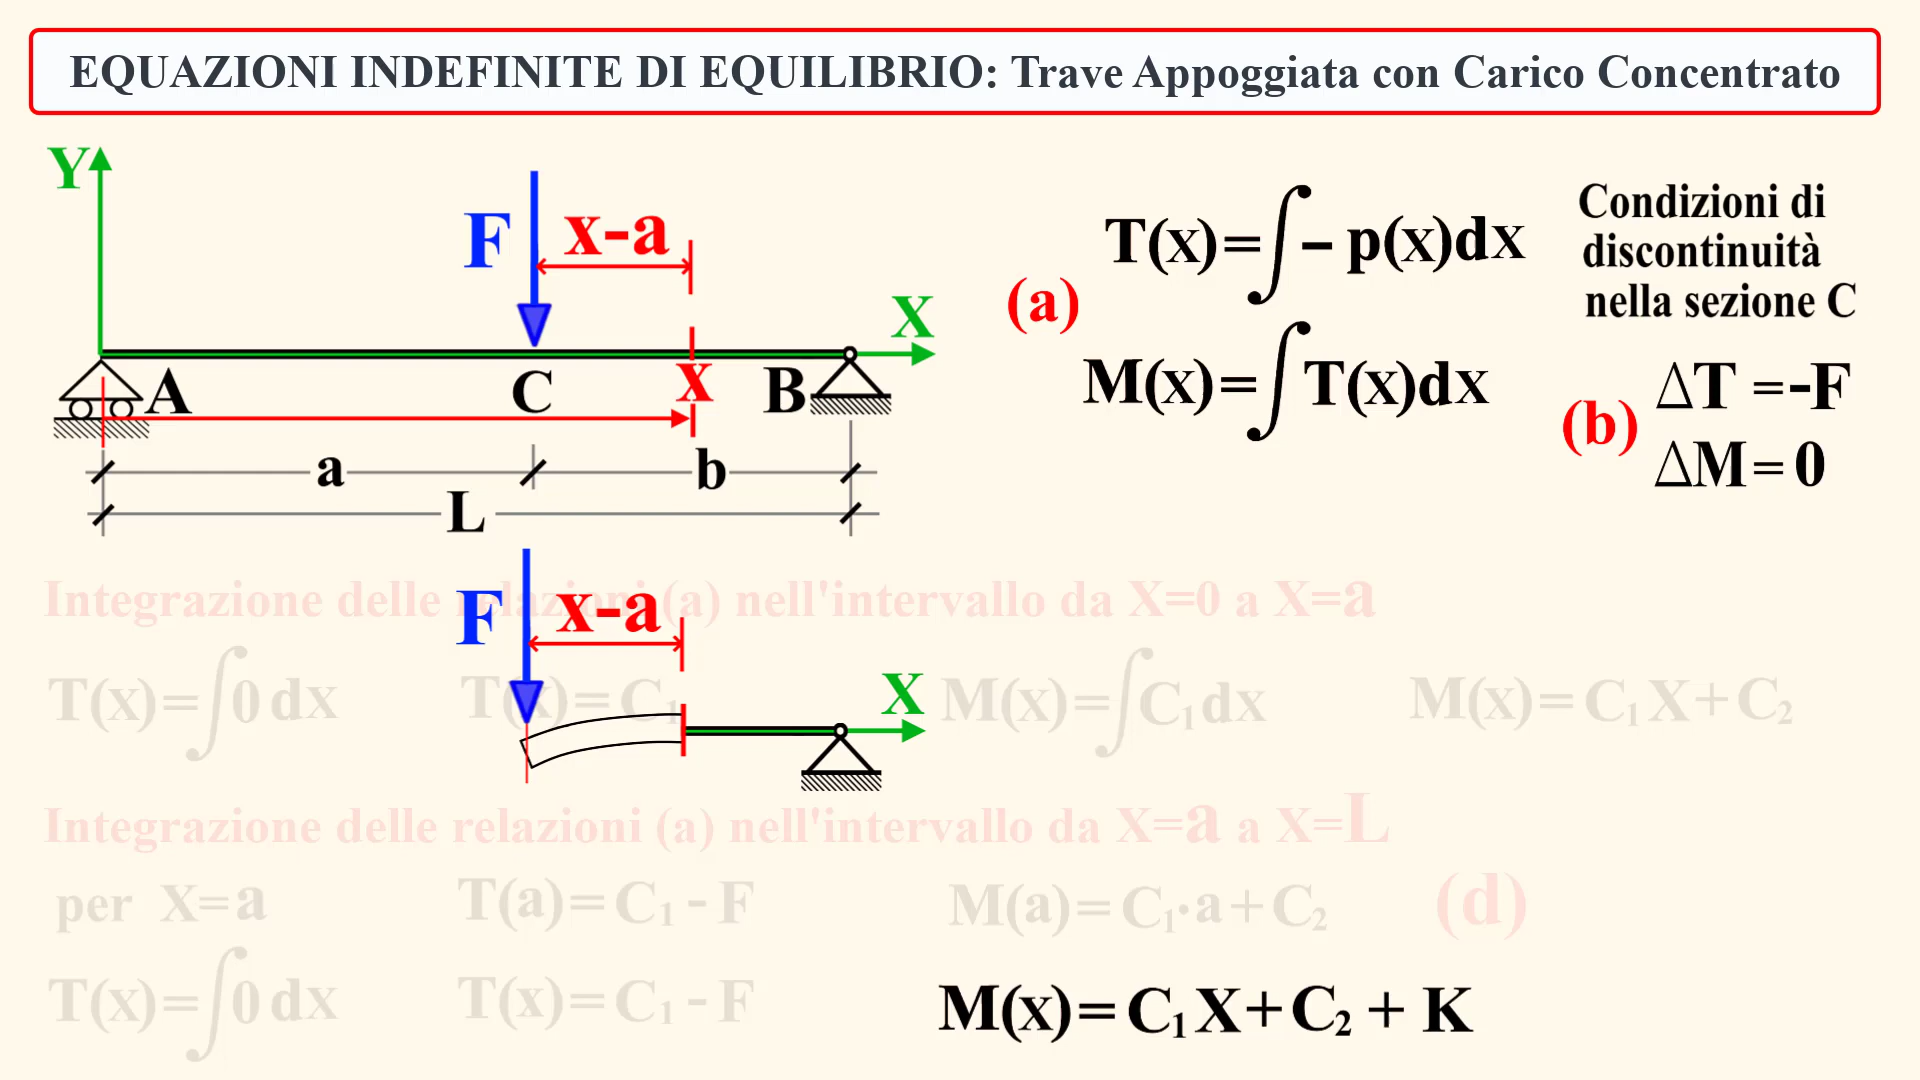 EQUAZIONI INDEFINITE DI EQUILIBRIO: Trave Appoggiata con Carico Concentrato
Y
F
x-a
X
A
C
x
B
a
b
L
(a)
T(x)=∫– p(x)dx
M(x)=∫T(x)dx
Condizioni di
discontinuità
nella sezione C
(b)
ΔT =-F
ΔM= 0
Integrazione delle relazioni (a) nell'intervallo da X=0 a X=a
F
x-a
X
T(x)=∫0 dx
T(x)=C₁
M(x)=∫C₁dx
M(x)=C₁X+C₂
Integrazione delle relazioni (a) nell'intervallo da X=a a X=L
per X=a
T(a)=C₁ - F
M(a)=C₁·a+C₂
(d)
T(x)=∫0 dx
T(x)=C₁ - F
M(x)=C₁X+C₂ + K